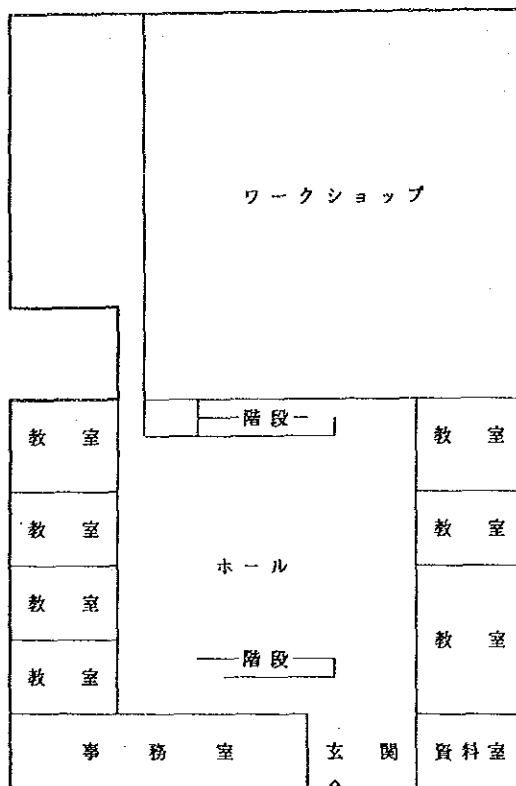 ワークショップ
階段
教室 教室
教室 教室
ホール
教室
教室
階段
教室
事務室 玄関 資料室